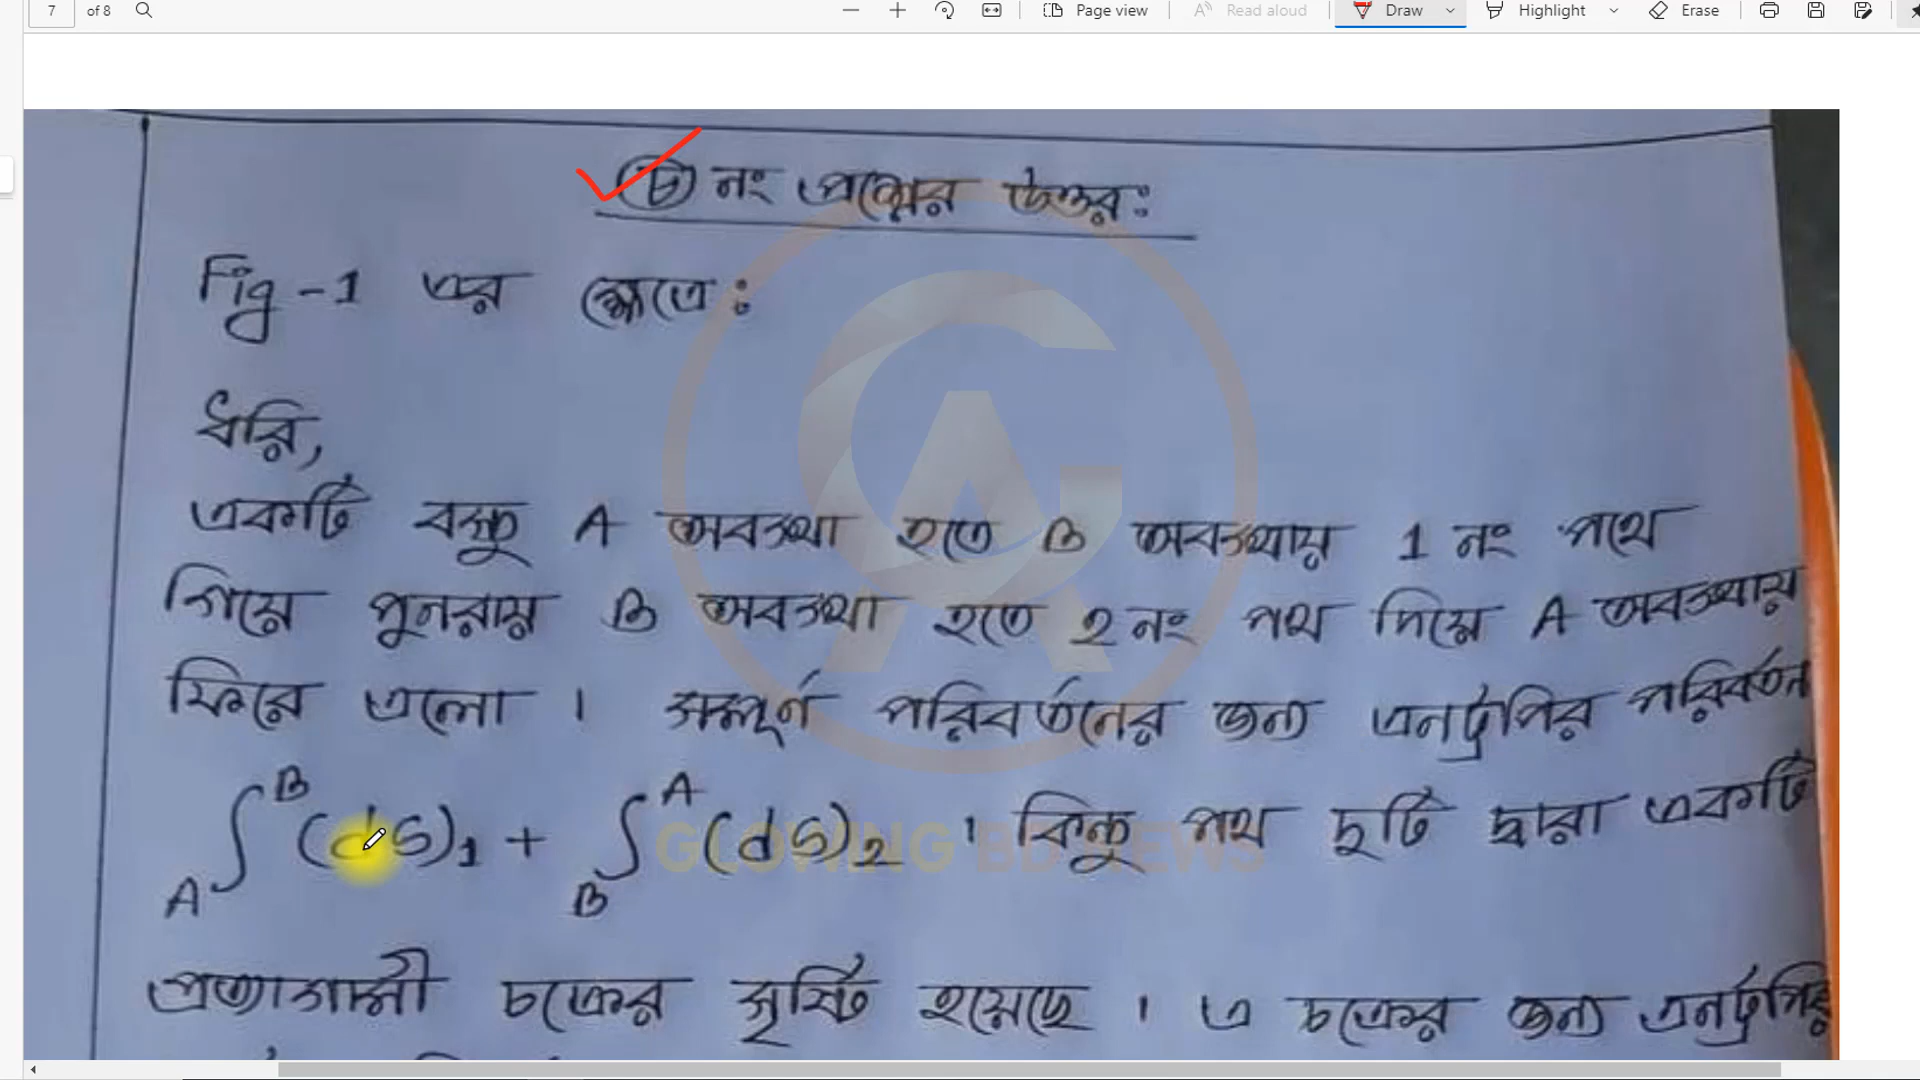 7 of 8 Page view Read aloud Draw Highlight Erase
চ নং প্রশ্নের উত্তর:
Fig-1 এর ক্ষেত্রে:
ধরি,
একটি বস্তু A অবস্থা হতে B অবস্থায় 1 নং পথে
গিয়ে পুনরায় B অবস্থা হতে 2 নং পথ দিয়ে A অবস্থায়
ফিরে এলো। সম্পূর্ণ পরিবর্তনের জন্য এনট্রপির পরিবর্তন
∫_A^B (dS)₁ + ∫_B^A (dS)₂ । কিন্তু পথ দুটি দ্বারা একটি
প্রত্যাগামী চক্রের সৃষ্টি হয়েছে। এ চক্রের জন্য এনট্রপির
GLOWING BD NEWS